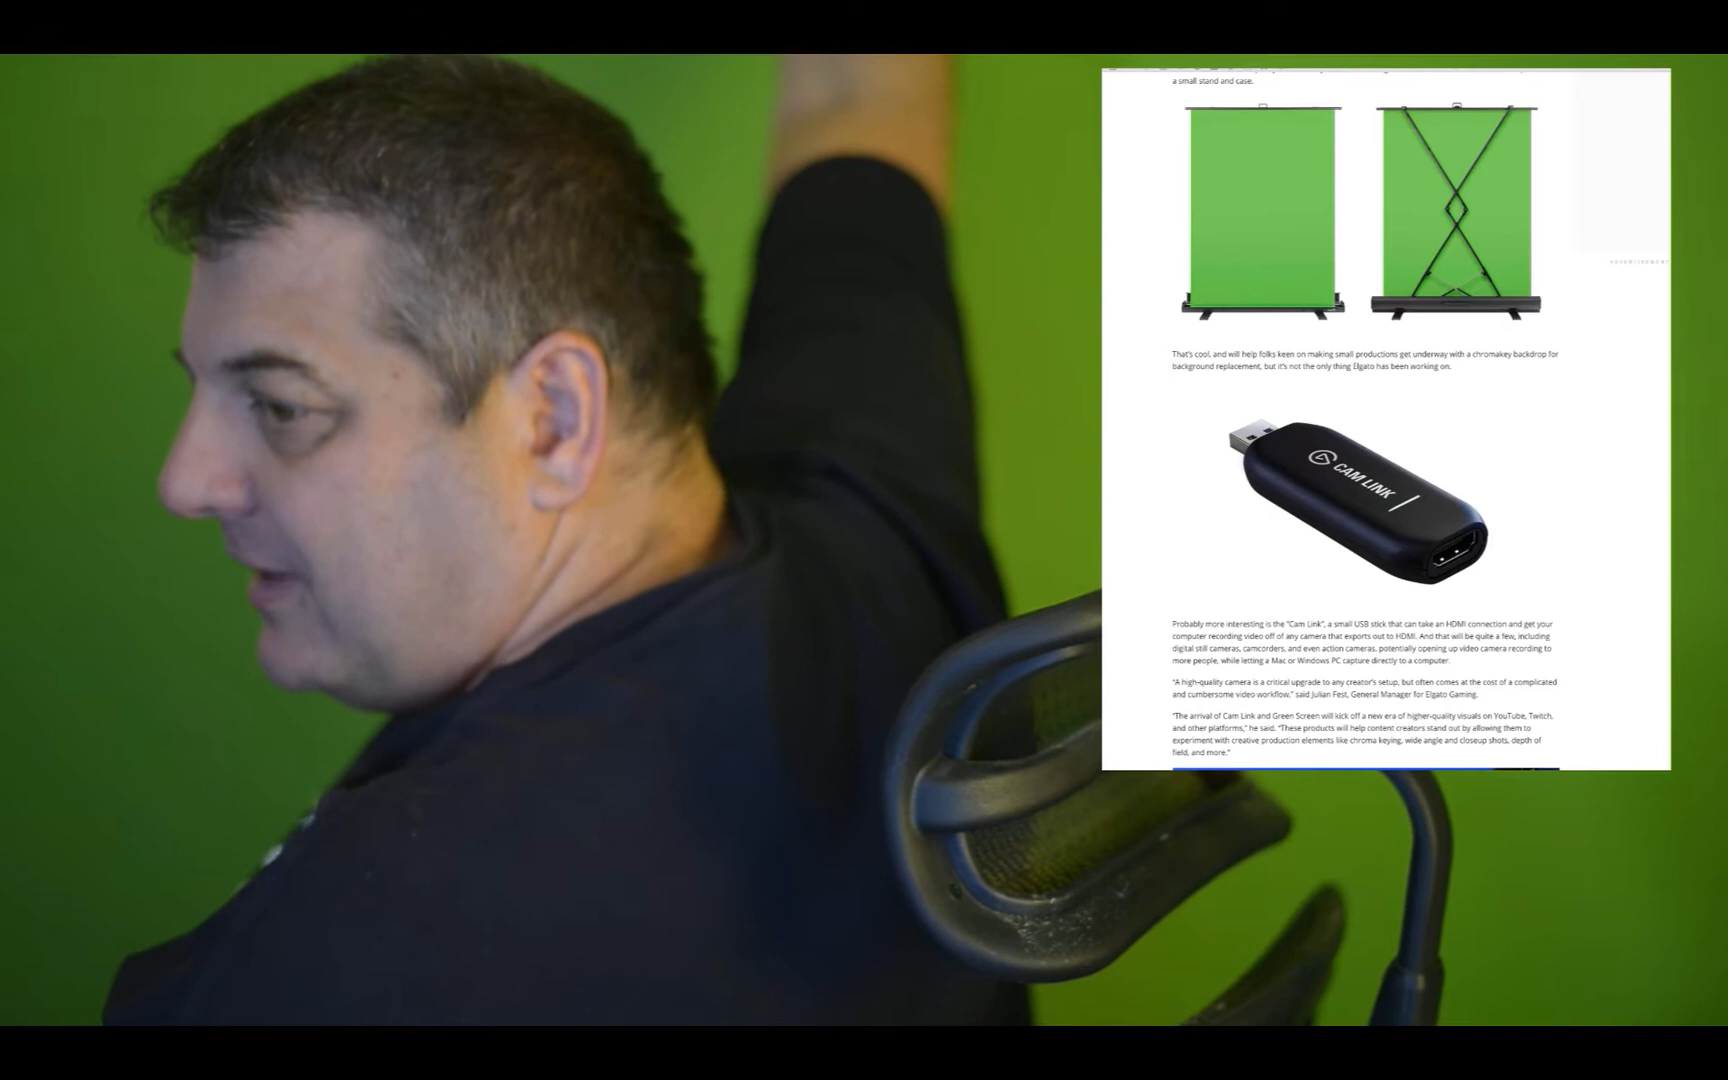 a small stand and case.
ADVERTISEMENT
That's cool, and will help folks keen on making small productions get underway with a chromakey backdrop for
background replacement, but it's not the only thing Elgato has been working on.
CAM LINK
Probably more interesting is the "Cam Link", a small USB stick that can take an HDMI connection and get your
computer recording video off of any camera that exports out to HDMI. And that will be quite a few, including
digital still cameras, camcorders, and even action cameras, potentially opening up video camera recording to
more people, while letting a Mac or Windows PC capture directly to a computer.
"A high-quality camera is a critical upgrade to any creator's setup, but often comes at the cost of a complicated
and cumbersome video workflow," said Julian Fest, General Manager for Elgato Gaming.
"The arrival of Cam Link and Green Screen will kick off a new era of higher-quality visuals on YouTube, Twitch,
and other platforms," he said. "These products will help content creators stand out by allowing them to
experiment with creative production elements like chroma keying, wide angle and closeup shots, depth of
field, and more."